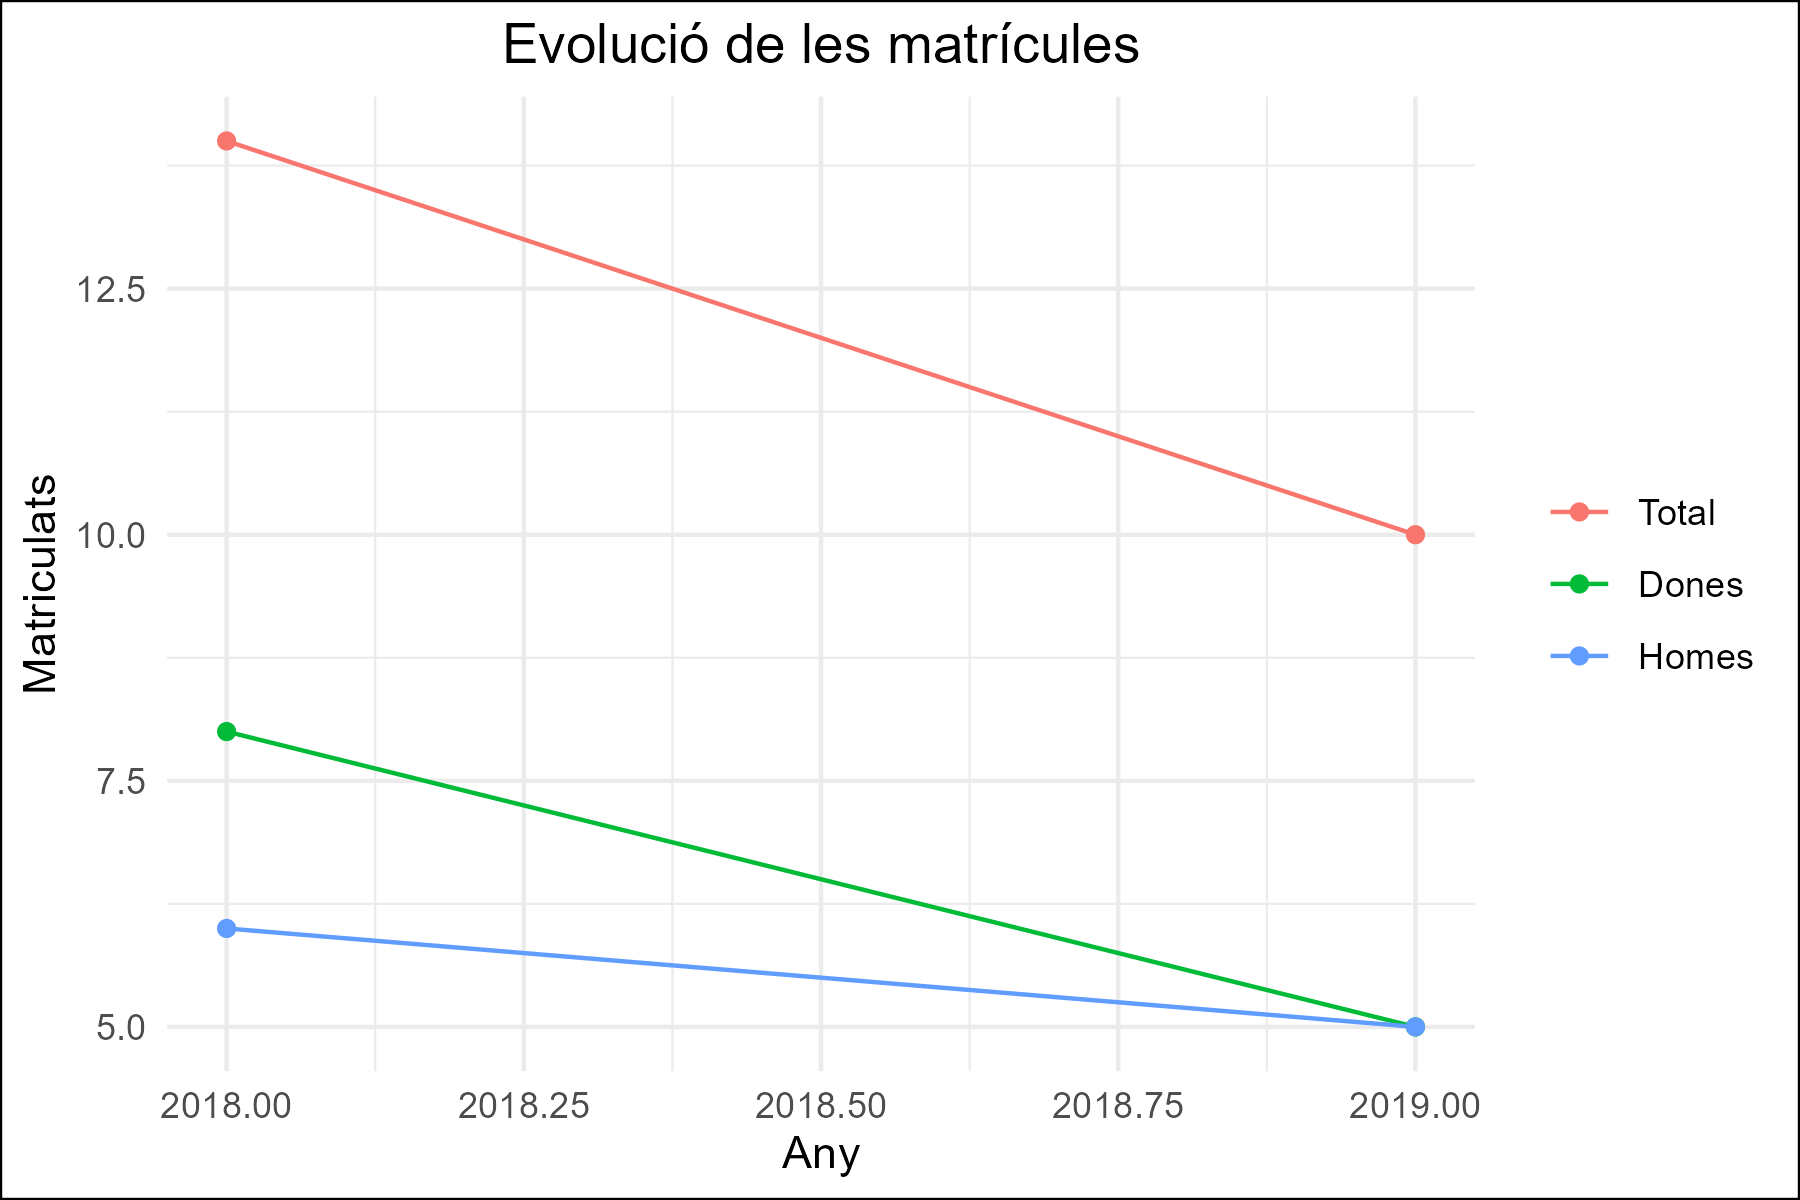 Evolució de les matrícules
Matriculats
12.5
10.0
7.5
5.0
2018.00
2018.25
2018.50
2018.75
2019.00
Any
Total
Dones
Homes